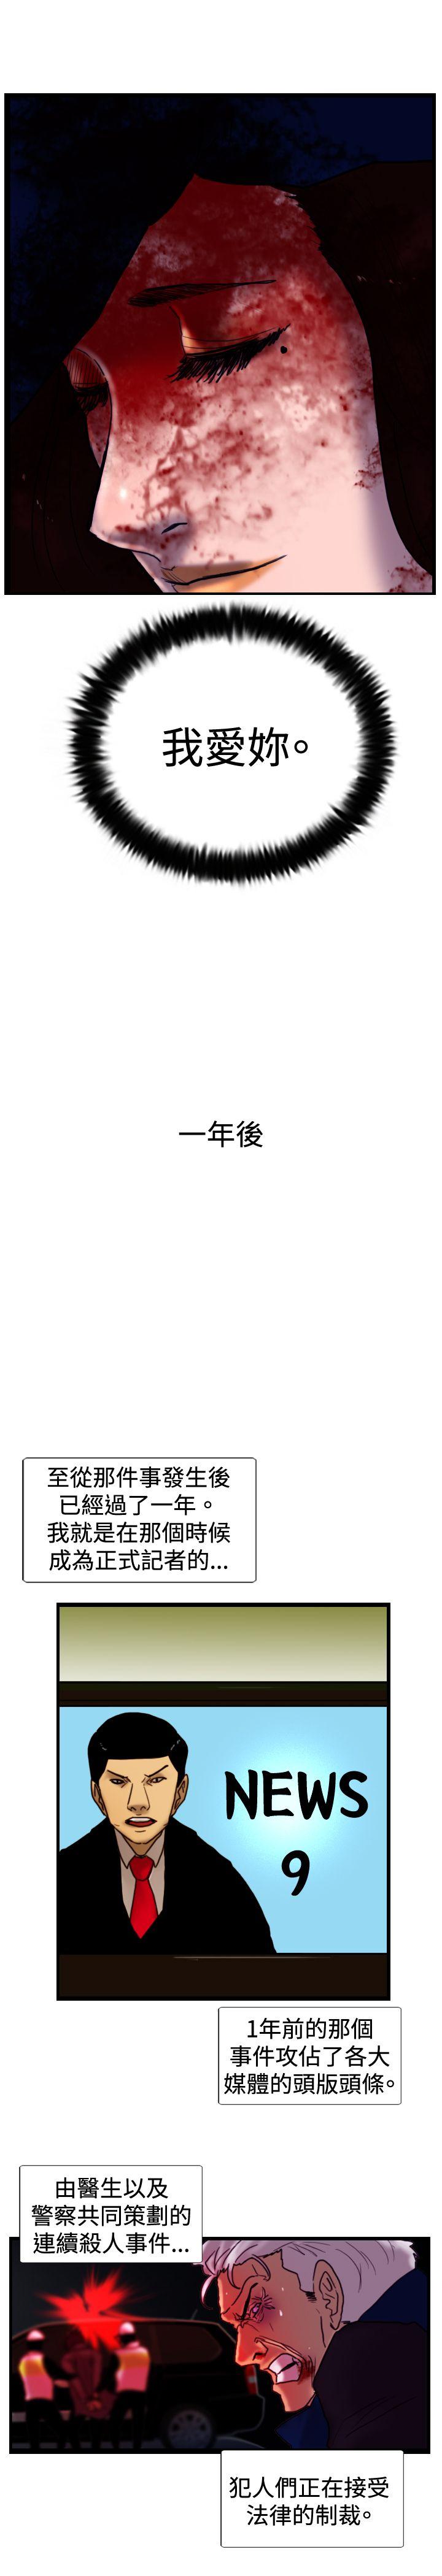 我愛妳。
一年後
至從那件事發生後
已經過了一年。
我就是在那個時候
成為正式記者的...
NEWS
9
1年前的那個
事件攻佔了各大
媒體的頭版頭條。
由醫生以及
警察共同策劃的
連續殺人事件...
犯人們正在接受
法律的制裁。